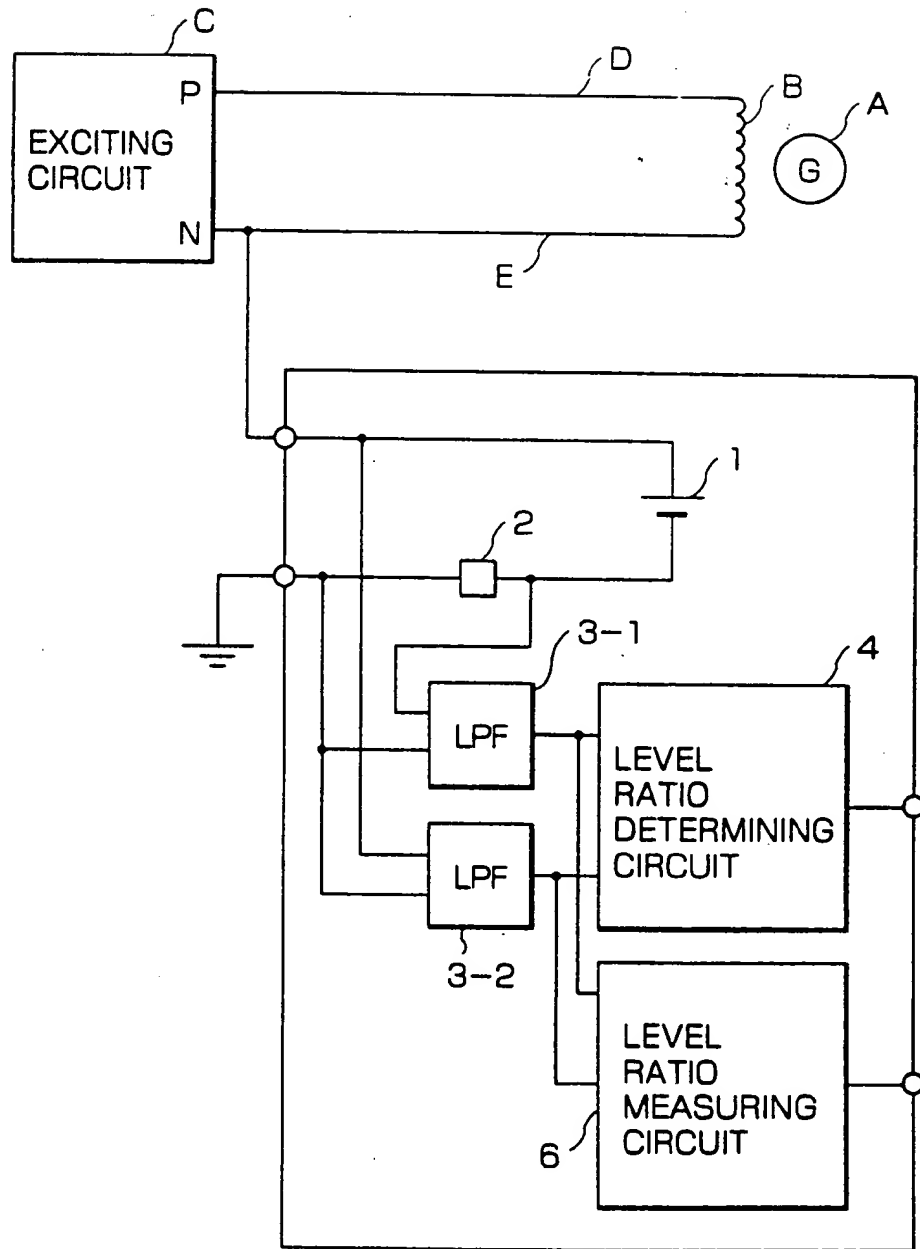 C
P
D
B
A
EXCITING
CIRCUIT
G
N
E
1
2
3-1
4
LPF
LEVEL
RATIO
DETERMINING
CIRCUIT
LPF
3-2
LEVEL
RATIO
MEASURING
CIRCUIT
6